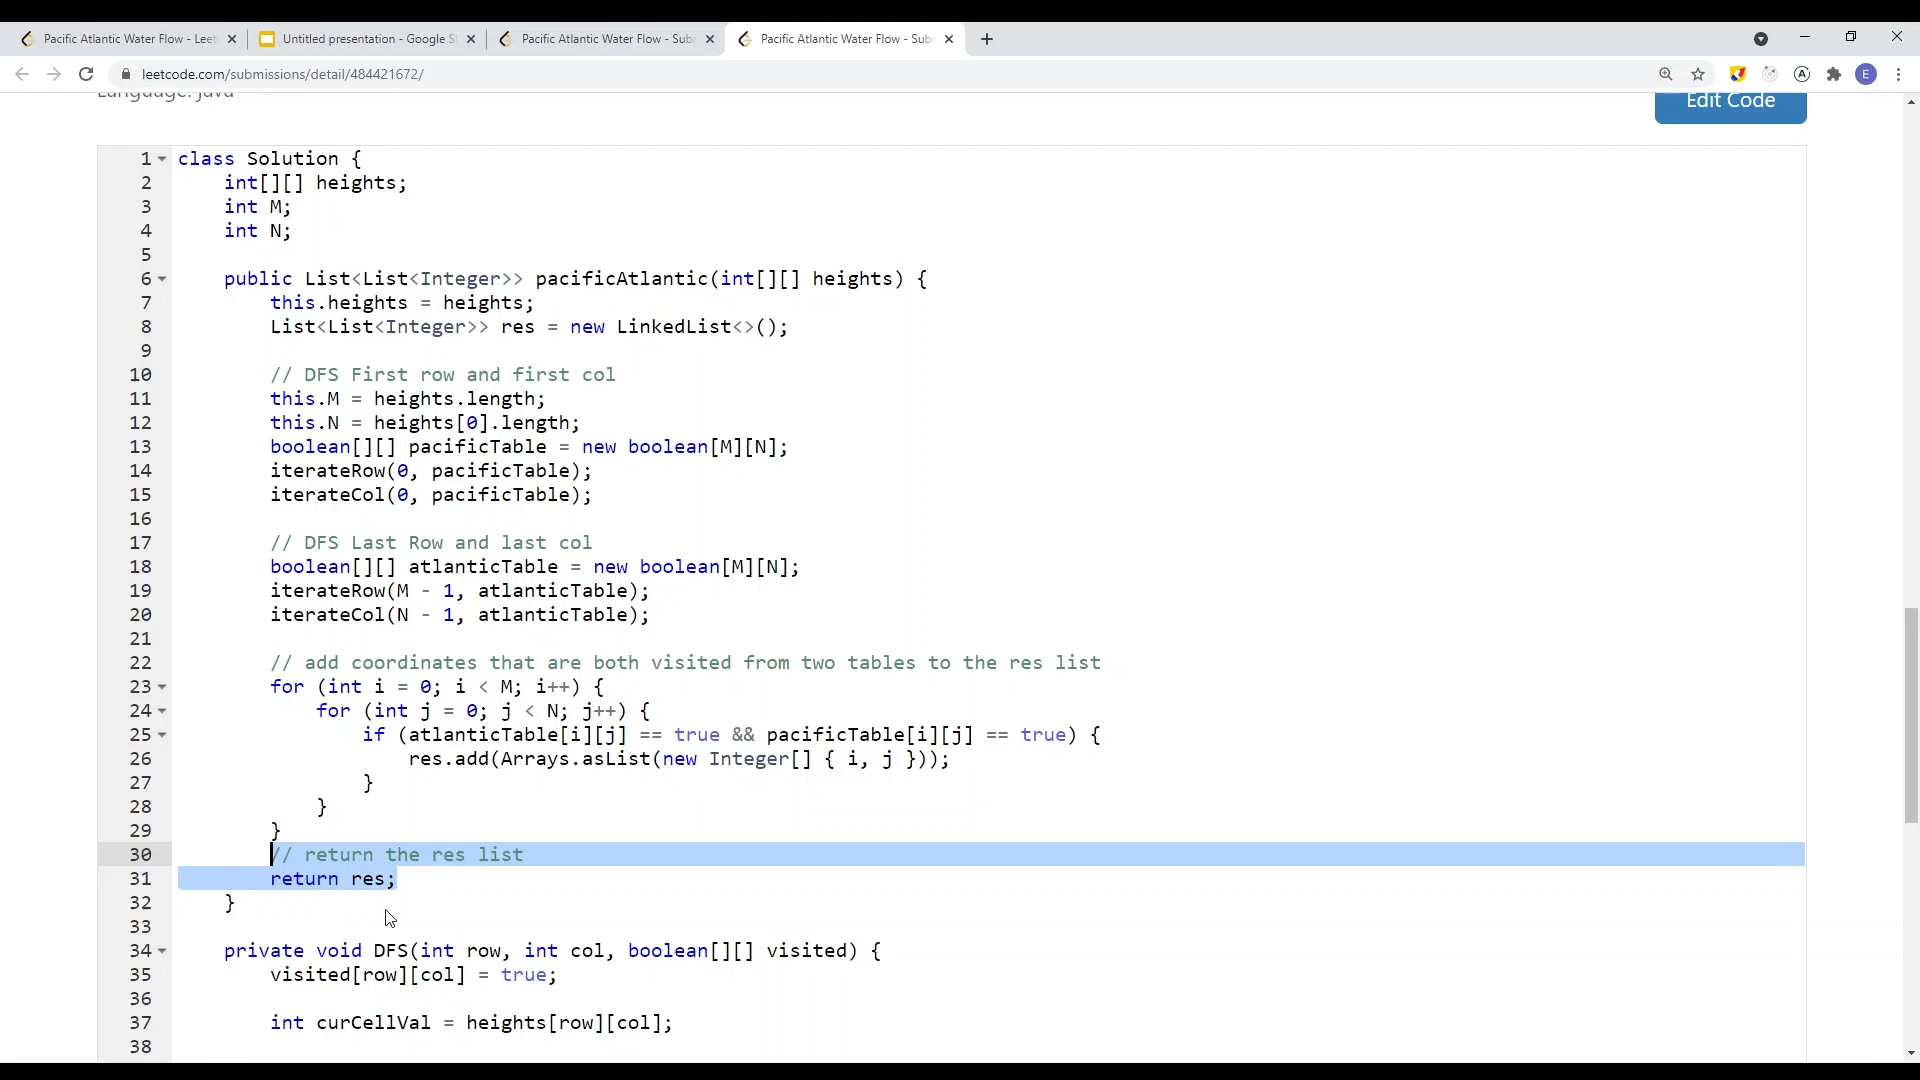 Pacific Atlantic Water Flow - Leet
Untitled presentation - Google S
Pacific Atlantic Water Flow - Sub
Pacific Atlantic Water Flow - Sub
leetcode.com/submissions/detail/484421672/
E
Language: java
Edit Code
1 class Solution {
2 int[][] heights;
3 int M;
4 int N;
5
6 public List<List<Integer>> pacificAtlantic(int[][] heights) {
7 this.heights = heights;
8 List<List<Integer>> res = new LinkedList<>();
9
10 // DFS First row and first col
11 this.M = heights.length;
12 this.N = heights[0].length;
13 boolean[][] pacificTable = new boolean[M][N];
14 iterateRow(0, pacificTable);
15 iterateCol(0, pacificTable);
16
17 // DFS Last Row and last col
18 boolean[][] atlanticTable = new boolean[M][N];
19 iterateRow(M - 1, atlanticTable);
20 iterateCol(N - 1, atlanticTable);
21
22 // add coordinates that are both visited from two tables to the res list
23 for (int i = 0; i < M; i++) {
24 for (int j = 0; j < N; j++) {
25 if (atlanticTable[i][j] == true && pacificTable[i][j] == true) {
26 res.add(Arrays.asList(new Integer[] { i, j }));
27 }
28 }
29 }
30 // return the res list
31 return res;
32 }
33
34 private void DFS(int row, int col, boolean[][] visited) {
35 visited[row][col] = true;
36
37 int curCellVal = heights[row][col];
38